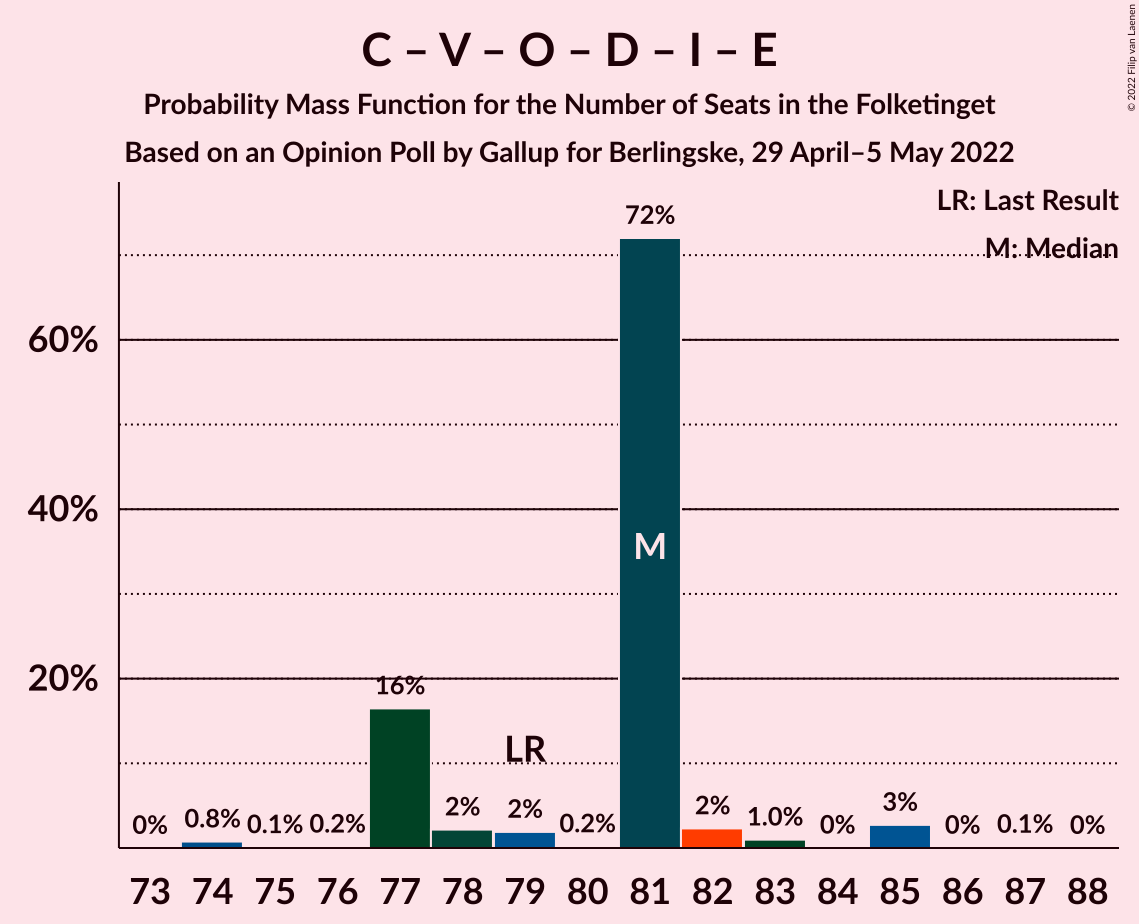 C – V – O – D – I – E
Probability Mass Function for the Number of Seats in the Folketinget
Based on an Opinion Poll by Gallup for Berlingske, 29 April–5 May 2022
© 2022 Filip van Laenen
LR: Last Result
M: Median
60%
40%
20%
0%
0.8%
0.1%
0.2%
16%
2%
LR
2%
0.2%
72%
M
2%
1.0%
0%
3%
0%
0.1%
0%
73 74 75 76 77 78 79 80 81 82 83 84 85 86 87 88